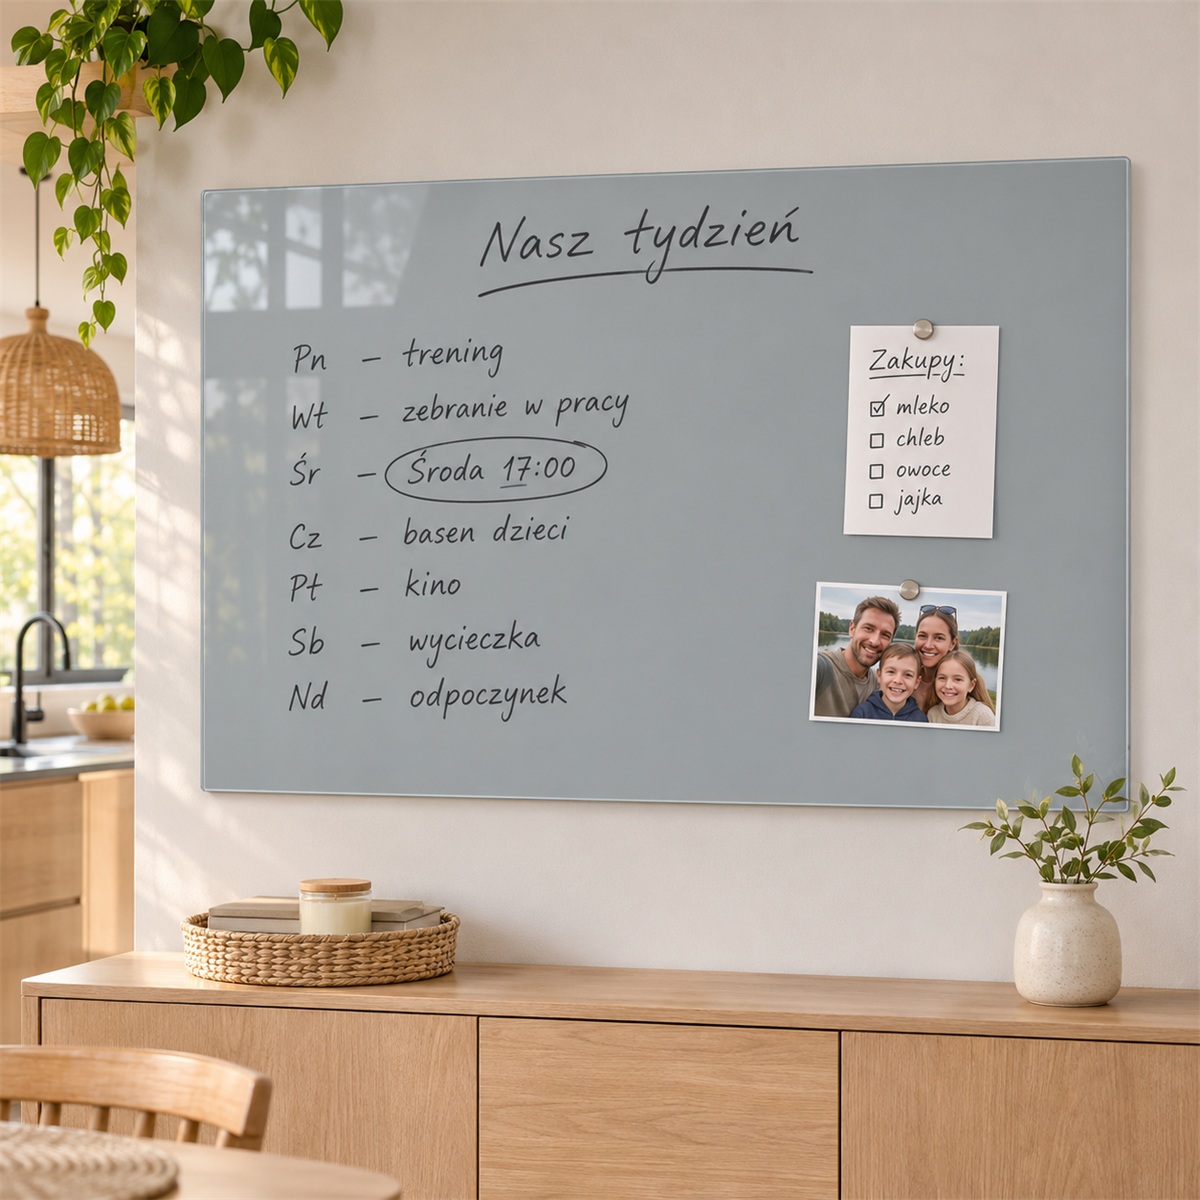 Nasz tydzień
Pn – trening
Wt – zebranie w pracy
Śr – Środa 17:00
Cz – basen dzieci
Pt – kino
Sb – wycieczka
Nd – odpoczynek
Zakupy:
☑ mleko
☐ chleb
☐ owoce
☐ jajka